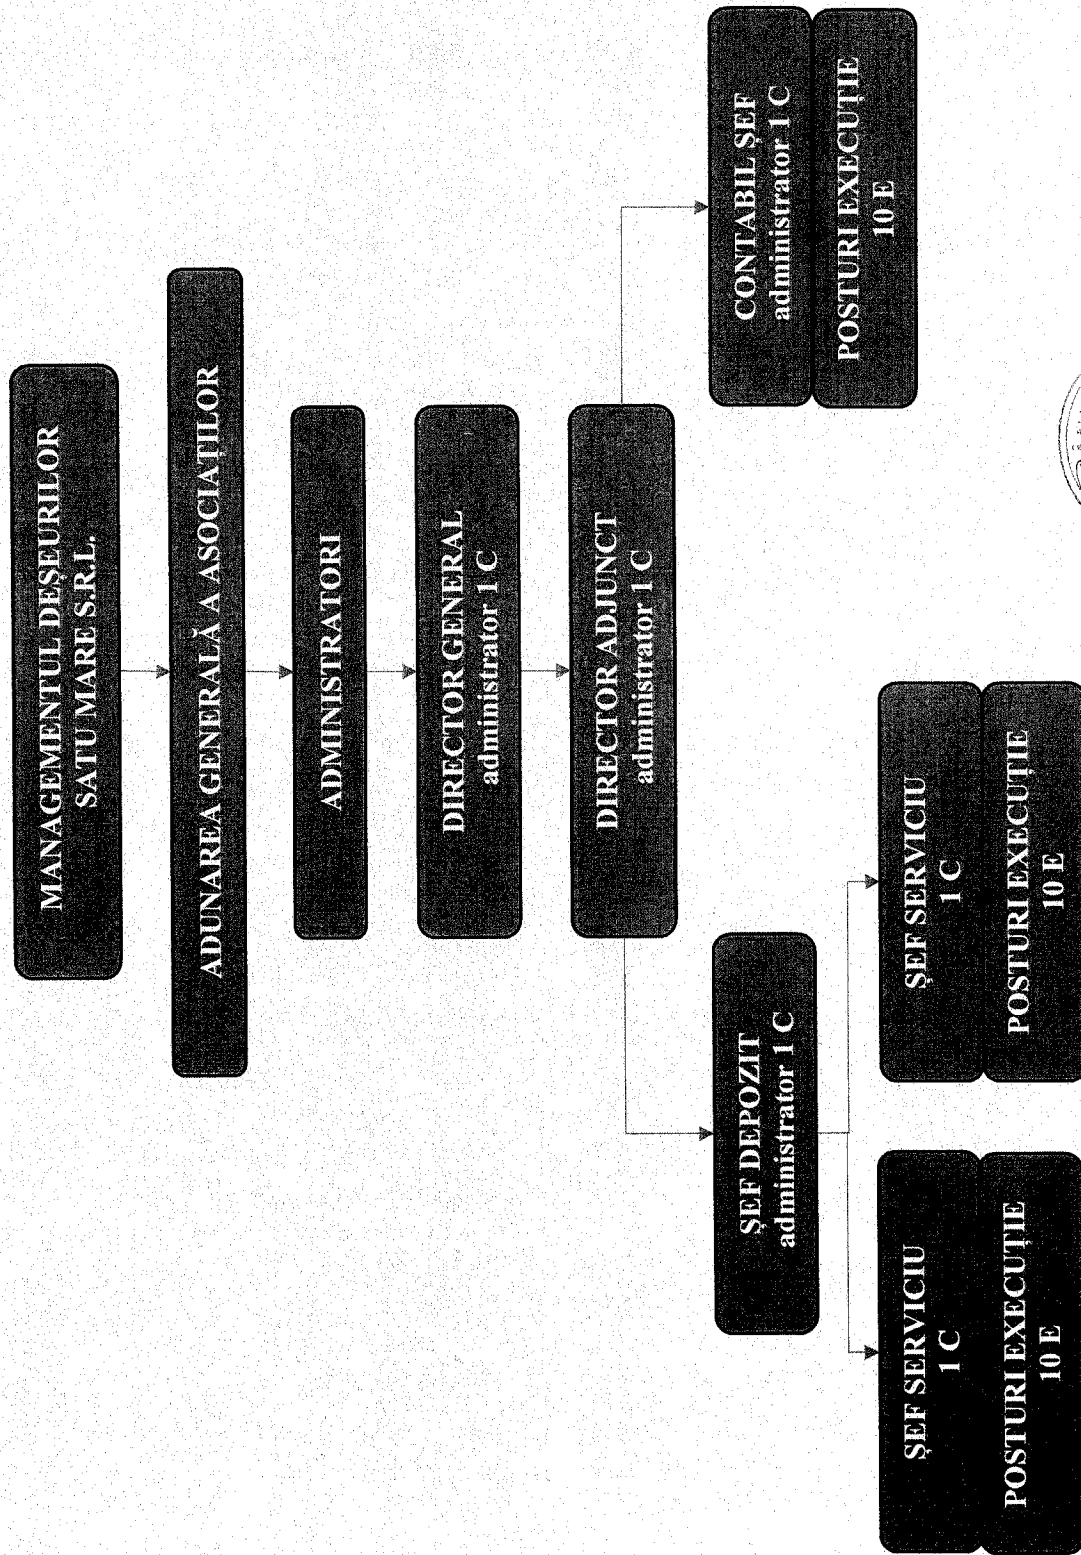 MANAGEMENTUL DEȘEURILOR
SATU MARE S.R.L.
ADUNAREA GENERALĂ A ASOCIAȚILOR
ADMINISTRATORI
DIRECTOR GENERAL
administrator 1 C
DIRECTOR ADJUNCT
administrator 1 C
ȘEF DEPOZIT
administrator 1 C
CONTABIL ȘEF
administrator 1 C
POSTURI EXECUȚIE
10 E
ȘEF SERVICIU
1 C
POSTURI EXECUȚIE
10 E
ȘEF SERVICIU
1 C
POSTURI EXECUȚIE
10 E